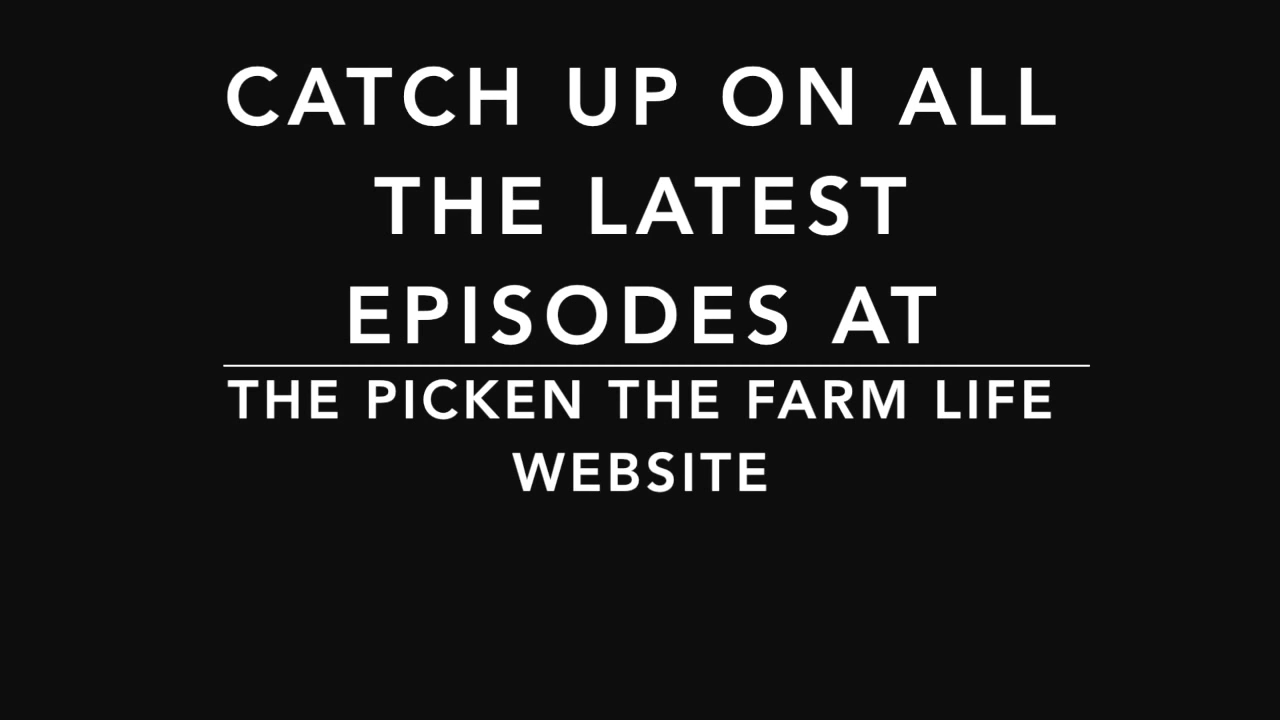 CATCH UP ON ALL
THE LATEST
EPISODES AT
THE PICKEN THE FARM LIFE
WEBSITE